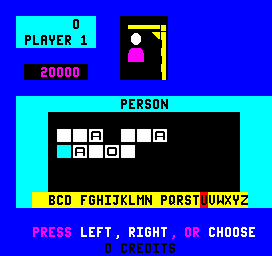 0
PLAYER 1
20000
PERSON
A A
A O
BCD FGHIJKLMN PQRSTUVWXYZ
PRESS LEFT, RIGHT, OR CHOOSE
0 CREDITS